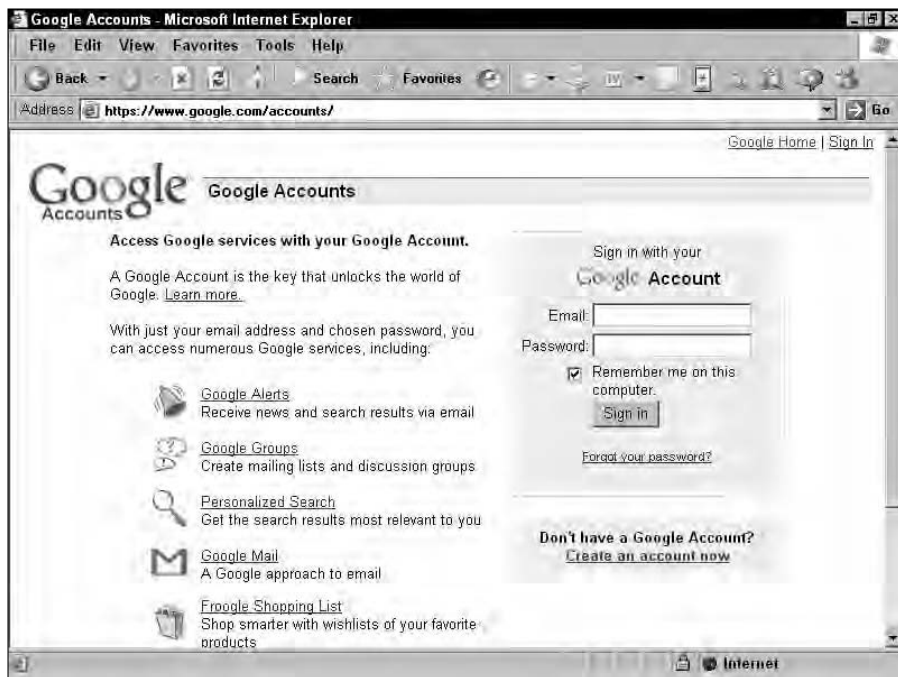 Google Accounts - Microsoft Internet Explorer
File Edit View Favorites Tools Help
Back Search Favorites
Address https://www.google.com/accounts/ Go
Google Home | Sign In
Google Accounts
Google Accounts
Access Google services with your Google Account.
A Google Account is the key that unlocks the world of
Google. Learn more.
With just your email address and chosen password, you
can access numerous Google services, including:
Google Alerts
Receive news and search results via email
Google Groups
Create mailing lists and discussion groups
Personalized Search
Get the search results most relevant to you
Google Mail
A Google approach to email
Froogle Shopping List
Shop smarter with wishlists of your favorite
products
Sign in with your
Google Account
Email:
Password:
Remember me on this
computer.
Sign in
Forgot your password?
Don't have a Google Account?
Create an account now
Internet